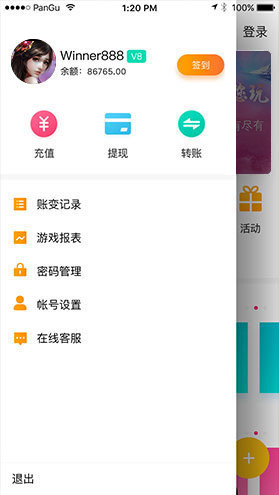 PanGu 1:20 PM 100%
登录
Winner888 V8
余额：86765.00
签到
充值 提现 转账
活动
账变记录
游戏报表
密码管理
帐号设置
在线客服
退出